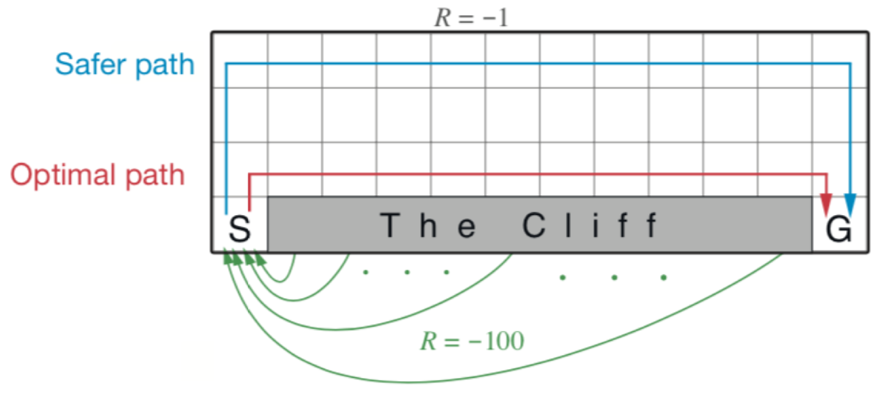 R = −1
Safer path
Optimal path
S
The Cliff
G
R = −100